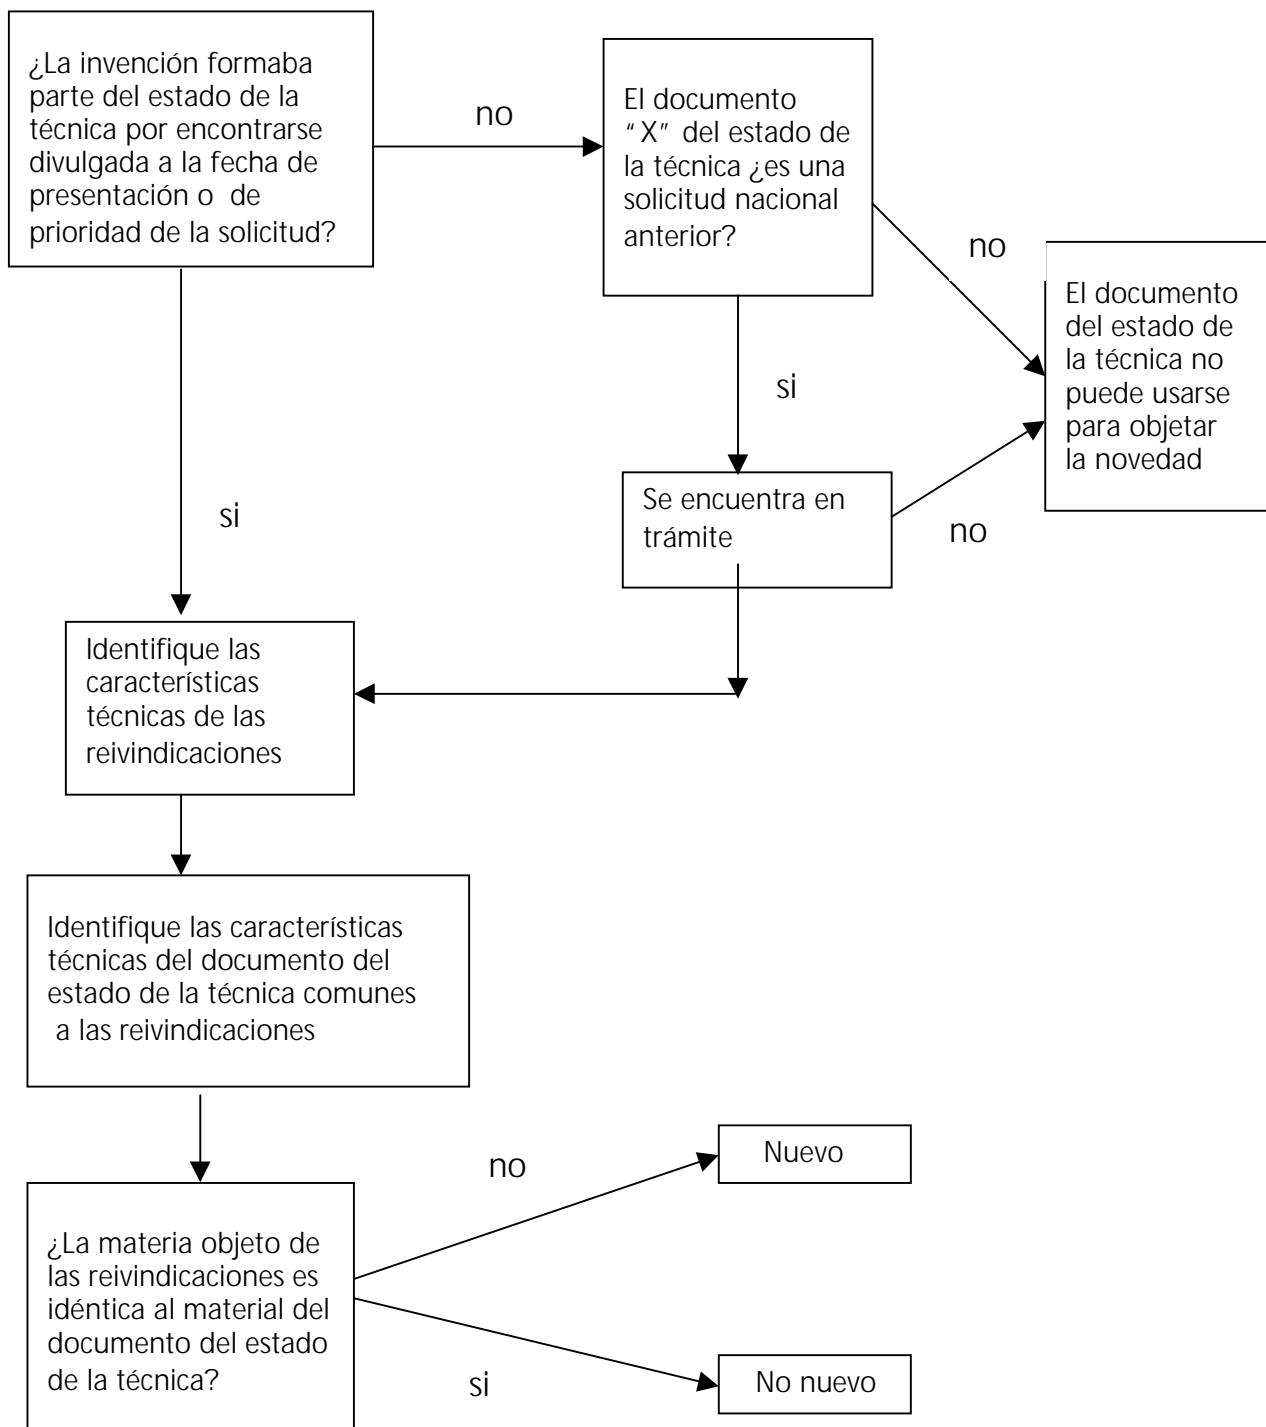 ¿La invención formaba
parte del estado de la
técnica por encontrarse
divulgada a la fecha de
presentación o de
prioridad de la solicitud?
no
El documento
“X” del estado de
la técnica ¿es una
solicitud nacional
anterior?
no
El documento
del estado de
la técnica no
puede usarse
para objetar
la novedad
si
Se encuentra en
trámite
no
si
Identifique las
características
técnicas de las
reivindicaciones
Identifique las características
técnicas del documento del
estado de la técnica comunes
a las reivindicaciones
¿La materia objeto de
las reivindicaciones es
idéntica al material del
documento del estado
de la técnica?
no
Nuevo
si
No nuevo